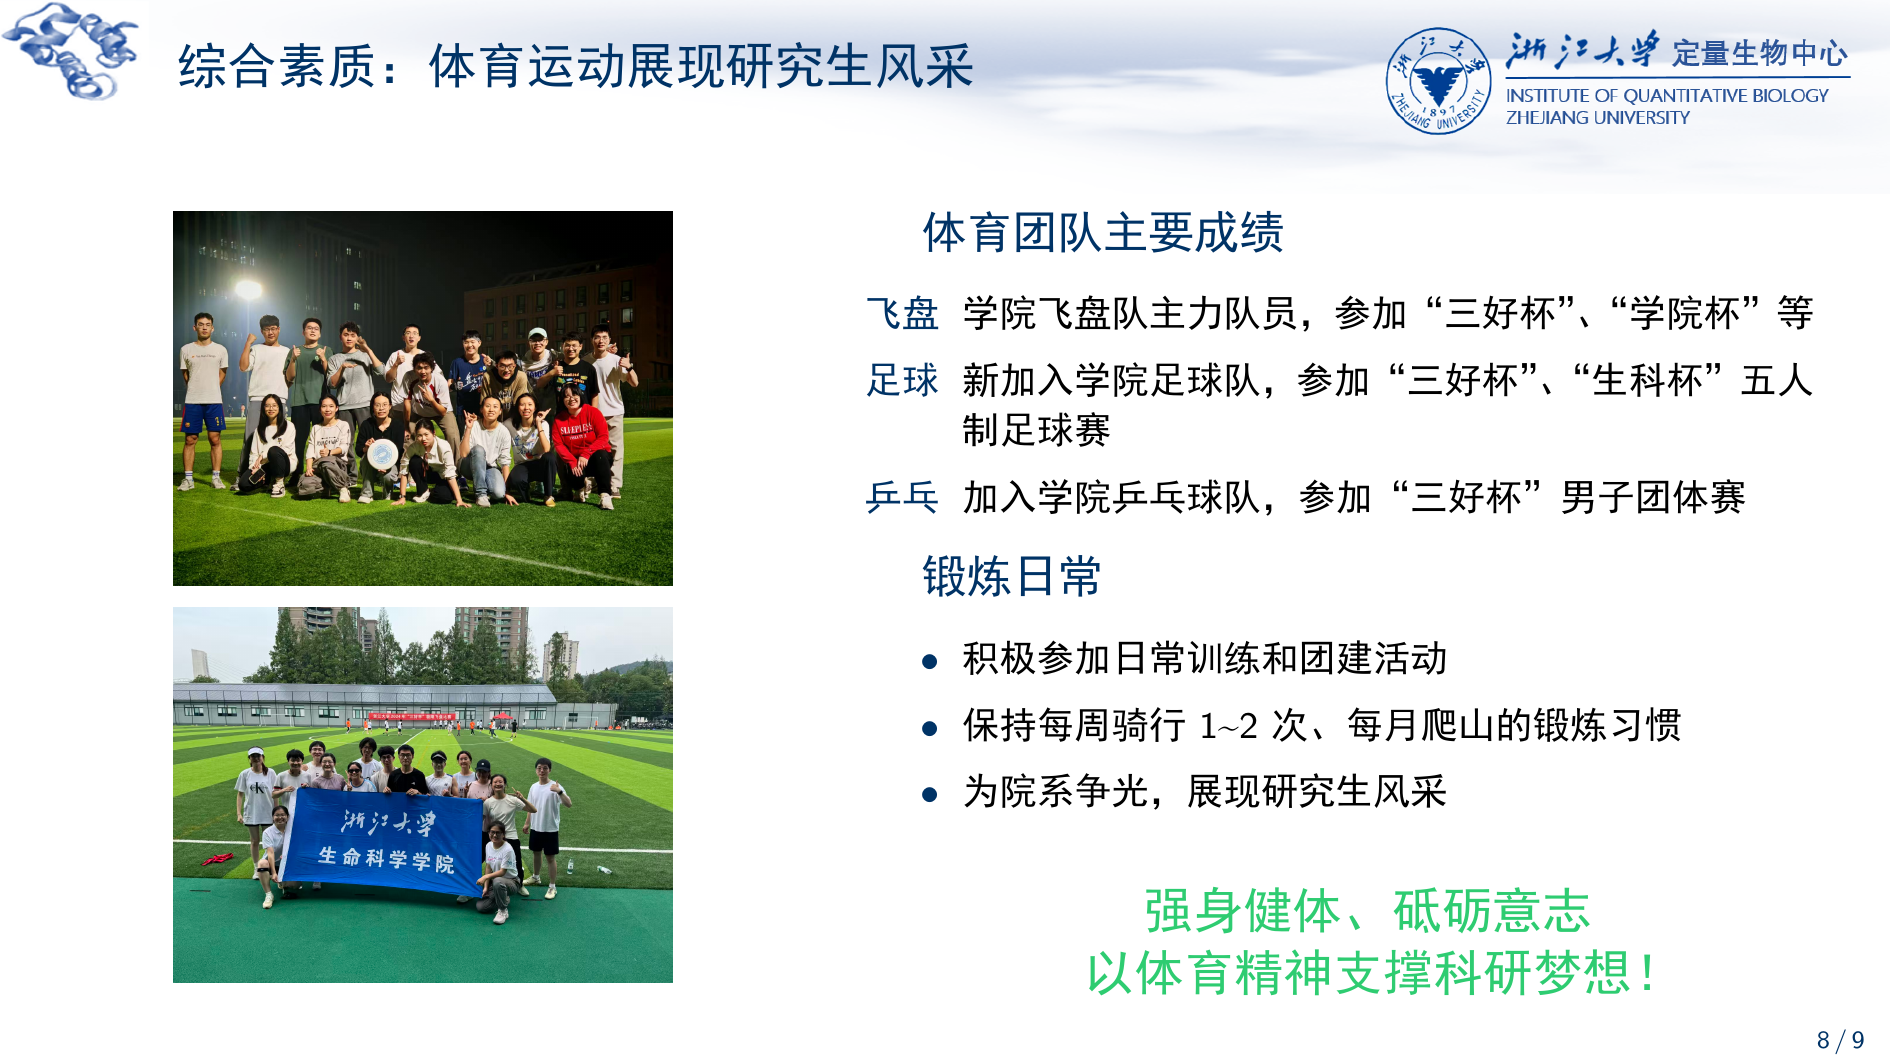 综合素质：体育运动展现研究生风采
浙江大学 定量生物中心
INSTITUTE OF QUANTITATIVE BIOLOGY
ZHEJIANG UNIVERSITY
浙江大学
1897
ZHEJIANG UNIVERSITY
体育团队主要成绩
飞盘 学院飞盘队主力队员，参加“三好杯”、“学院杯”等
足球 新加入学院足球队，参加“三好杯”、“生科杯”五人
制足球赛
乒乓 加入学院乒乓球队，参加“三好杯”男子团体赛
锻炼日常
积极参加日常训练和团建活动
保持每周骑行 1~2 次、每月爬山的锻炼习惯
为院系争光，展现研究生风采
强身健体、砥砺意志
以体育精神支撑科研梦想！
浙江大学
生命科学学院
8 / 9